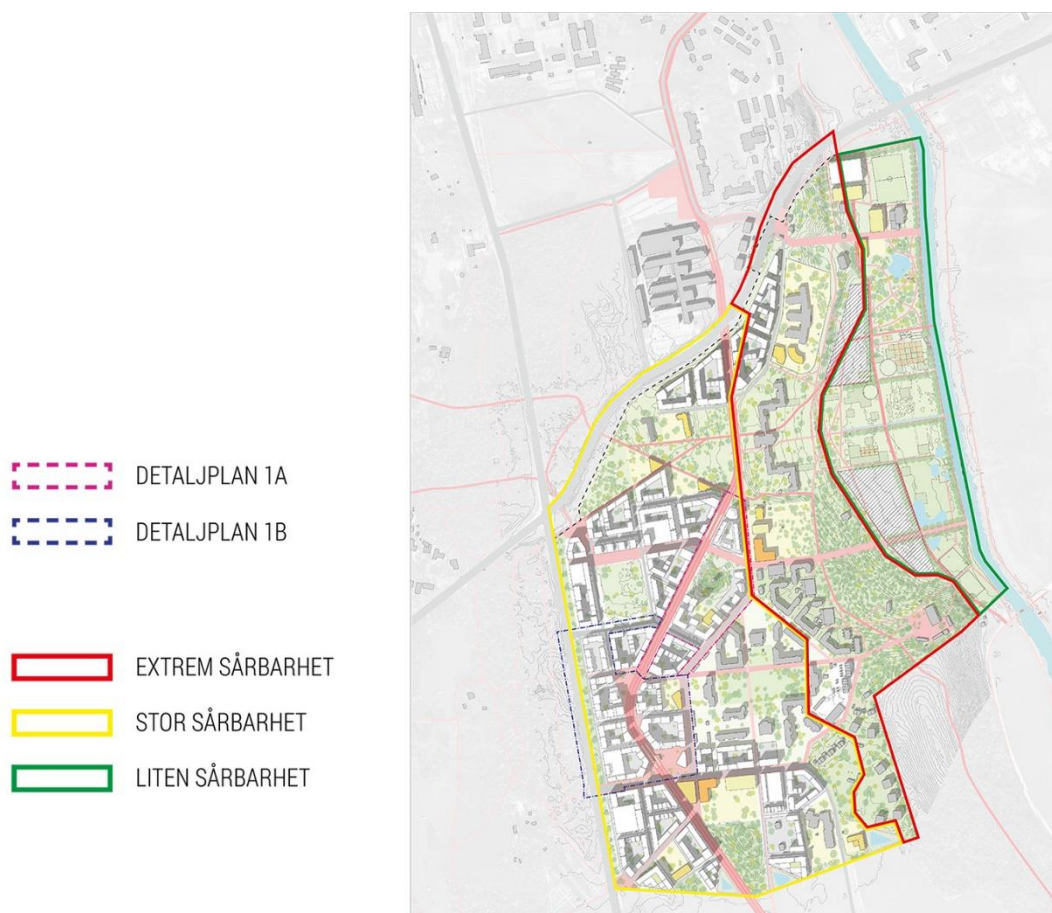 DETALJPLAN 1A
DETALJPLAN 1B
EXTREM SÅRBARHET
STOR SÅRBARHET
LITEN SÅRBARHET